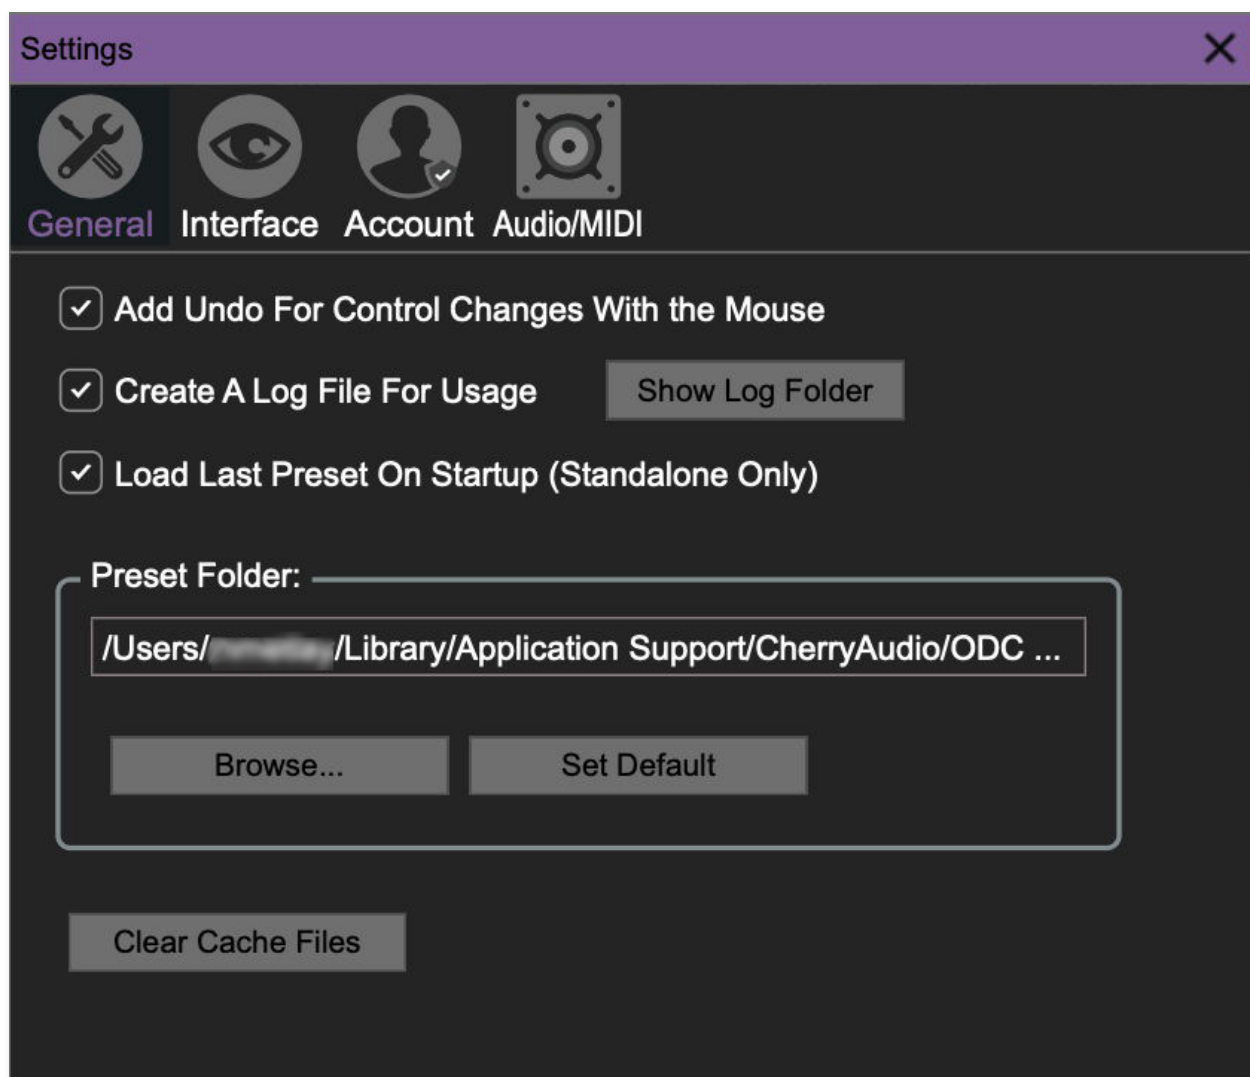 Settings
General Interface Account Audio/MIDI
Add Undo For Control Changes With the Mouse
Create A Log File For Usage Show Log Folder
Load Last Preset On Startup (Standalone Only)
Preset Folder:
/Users/ /Library/Application Support/CherryAudio/ODC ...
Browse... Set Default
Clear Cache Files